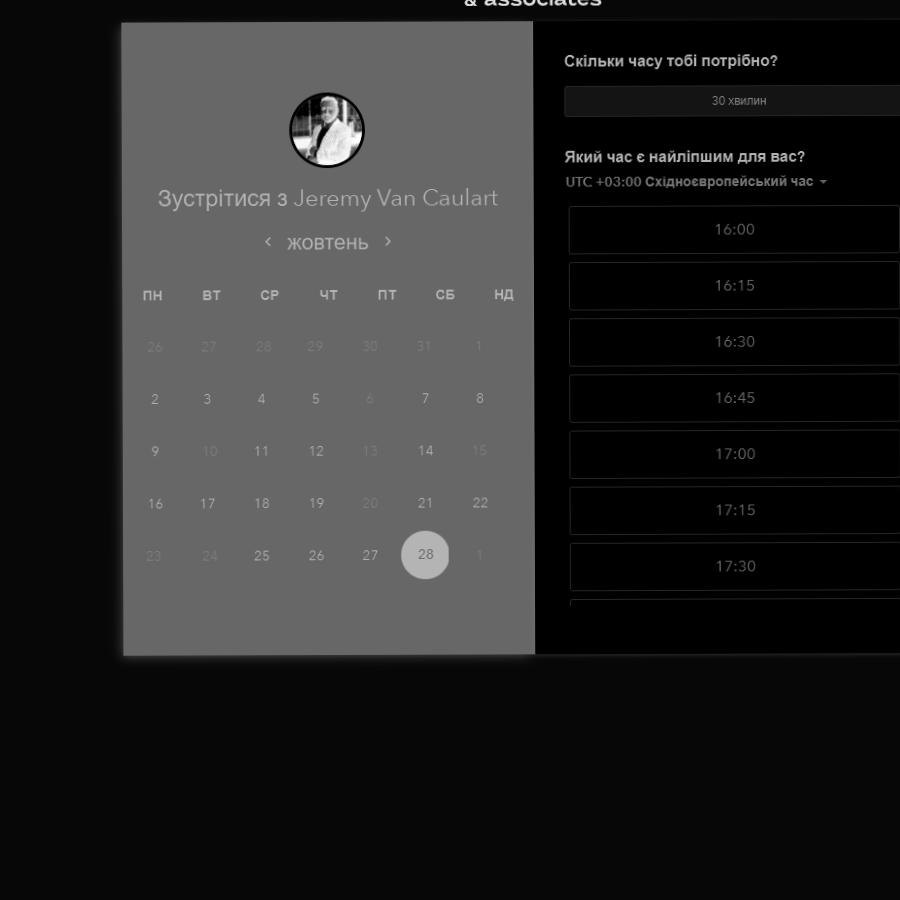 & associates
Зустрітися з Jeremy Van Caulart
жовтень
ПН ВТ СР ЧТ ПТ СБ НД
26 27 28 29 30 31 1
2 3 4 5 6 7 8
9 10 11 12 13 14 15
16 17 18 19 20 21 22
23 24 25 26 27 28 1
Скільки часу тобі потрібно?
30 хвилин
Який час є найліпшим для вас?
UTC +03:00 Східноєвропейський час
16:00
16:15
16:30
16:45
17:00
17:15
17:30